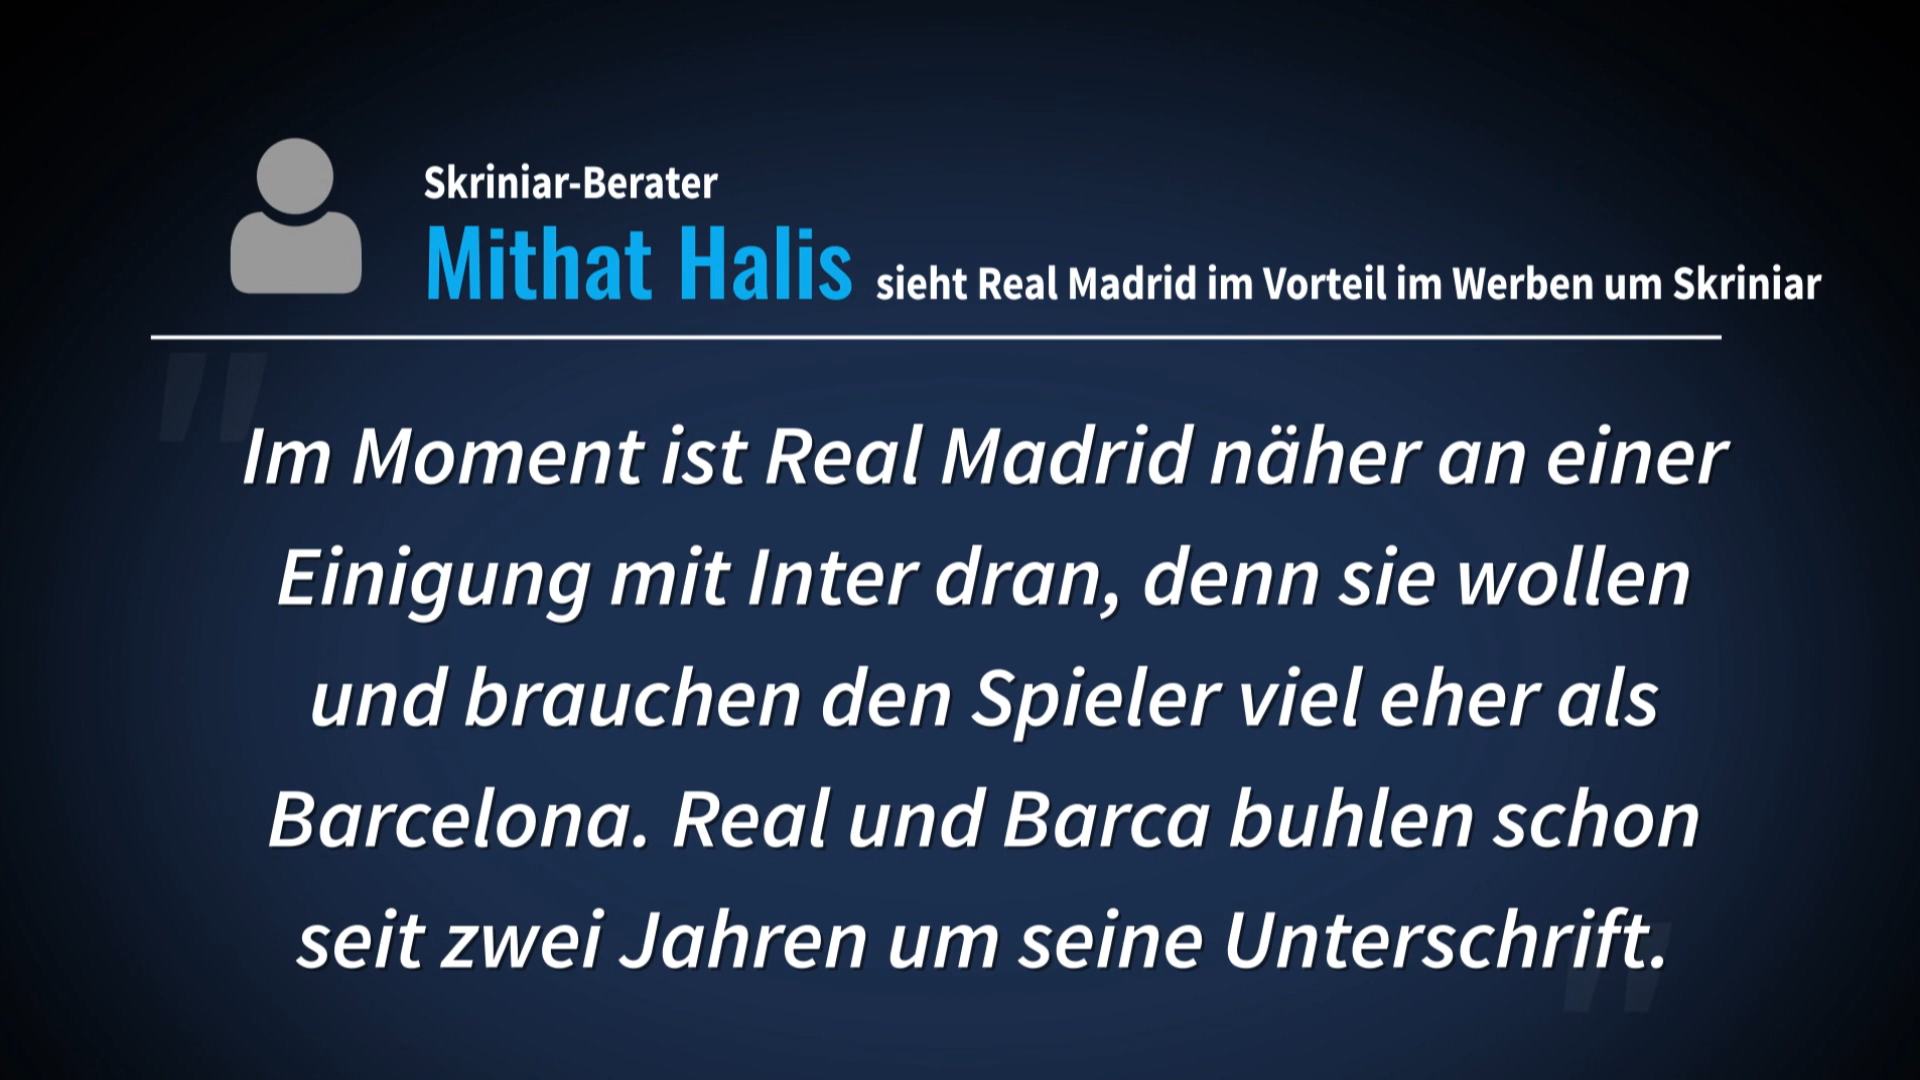 Skriniar-Berater
Mithat Halis sieht Real Madrid im Vorteil im Werben um Skriniar
"Im Moment ist Real Madrid näher an einer
Einigung mit Inter dran, denn sie wollen
und brauchen den Spieler viel eher als
Barcelona. Real und Barca buhlen schon
seit zwei Jahren um seine Unterschrift."